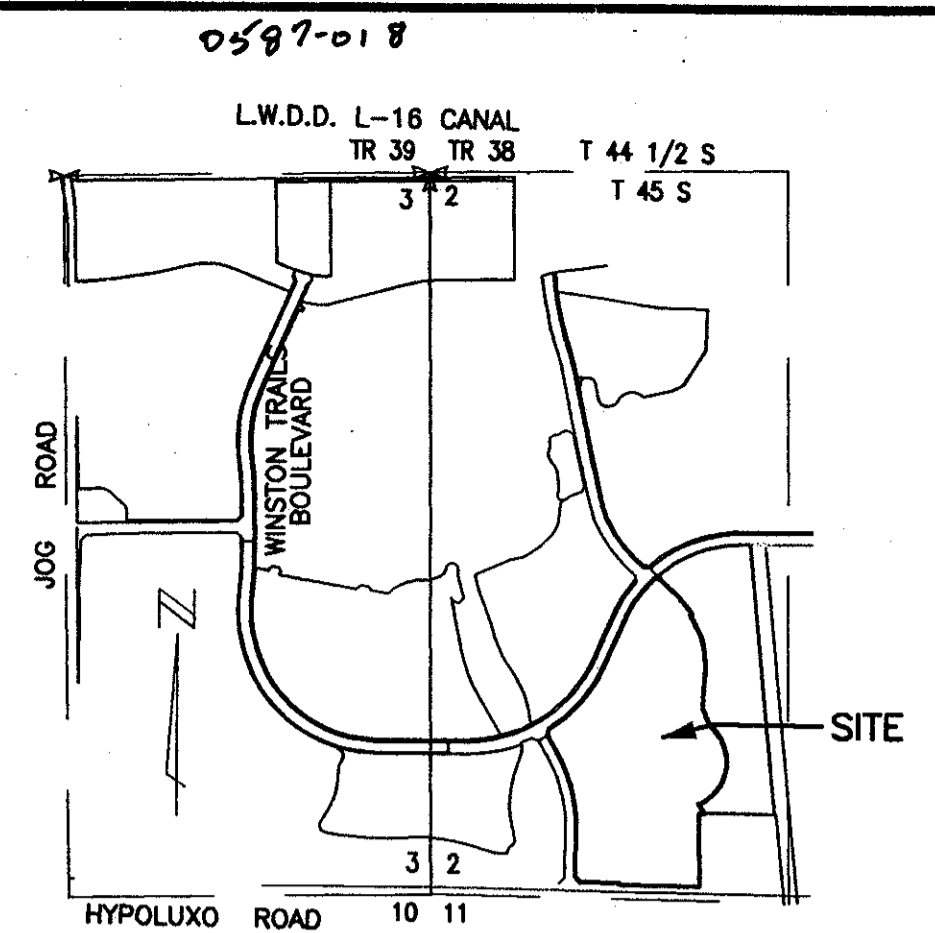 0587-018
L.W.D.D. L-16 CANAL
TR 39 TR 38 T 44 1/2 S
3 2 T 45 S
JOG ROAD
WINSTON TRAILS
BOULEVARD
N
SITE
3 2
HYPOLUXO ROAD 10 11